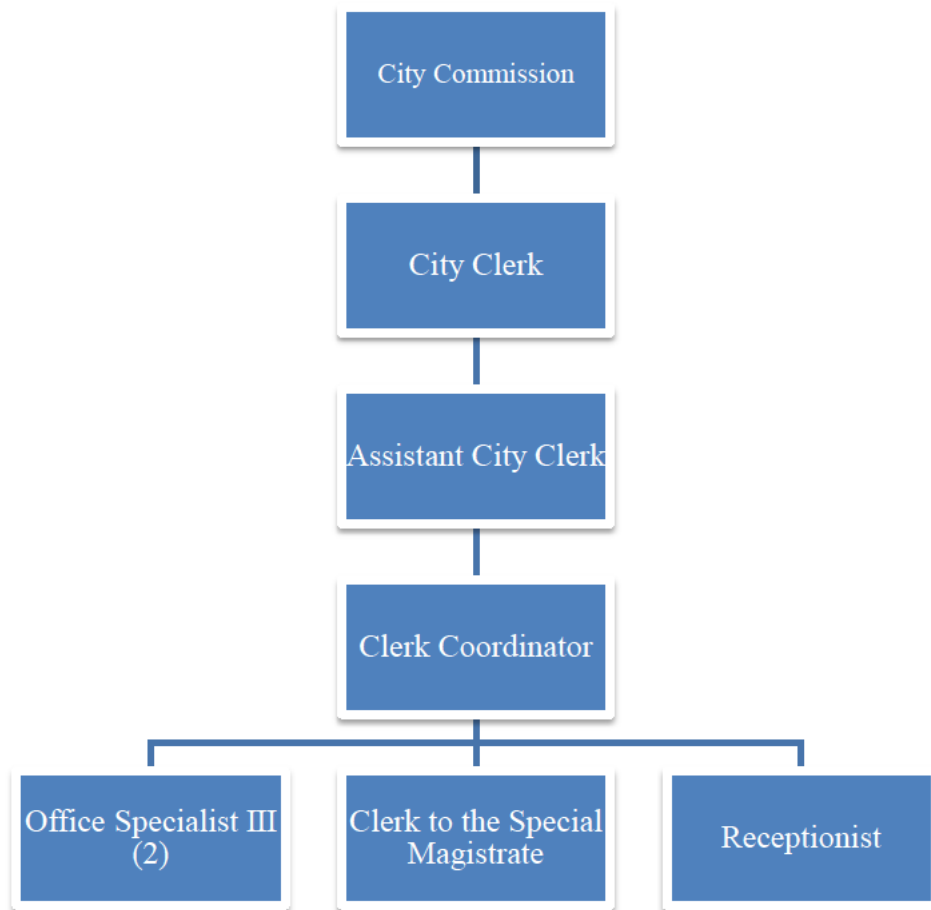 City Commission
City Clerk
Assistant City Clerk
Clerk Coordinator
Office Specialist III
(2)
Clerk to the Special
Magistrate
Receptionist